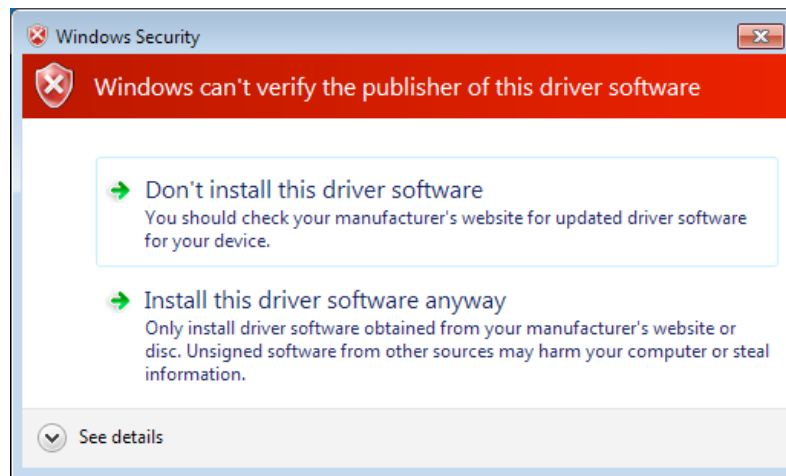 Windows Security
Windows can't verify the publisher of this driver software
Don't install this driver software
You should check your manufacturer's website for updated driver software
for your device.
Install this driver software anyway
Only install driver software obtained from your manufacturer's website or
disc. Unsigned software from other sources may harm your computer or steal
information.
See details